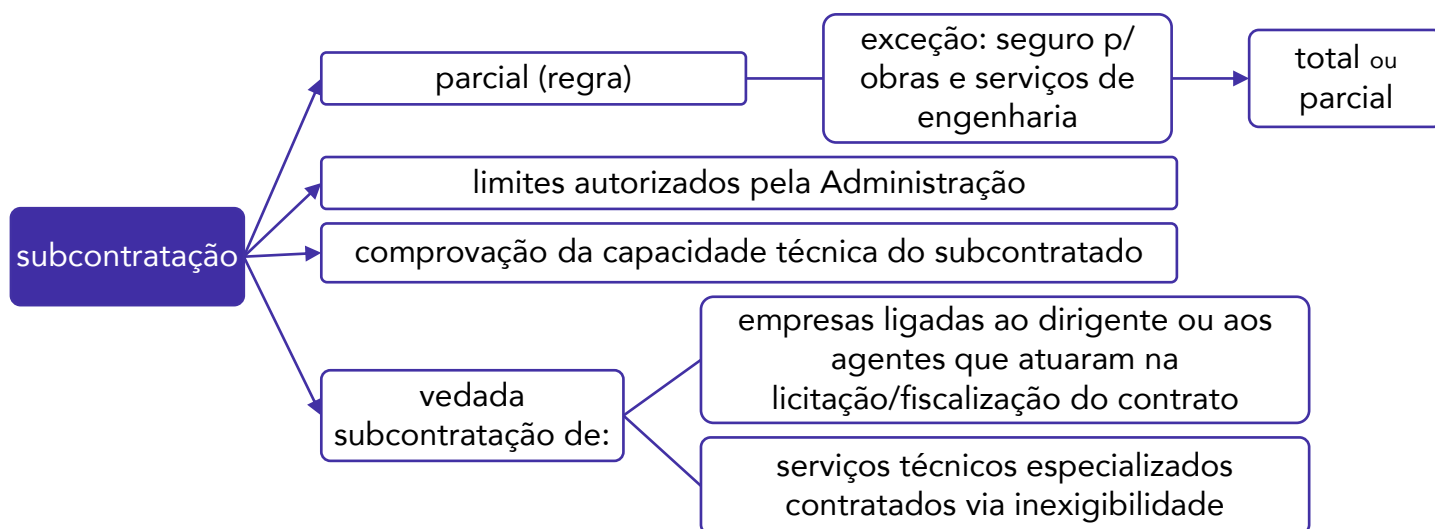 subcontratação
parcial (regra)
exceção: seguro p/
obras e serviços de
engenharia
total ou
parcial
limites autorizados pela Administração
comprovação da capacidade técnica do subcontratado
vedada
subcontratação de:
empresas ligadas ao dirigente ou aos
agentes que atuaram na
licitação/fiscalização do contrato
serviços técnicos especializados
contratados via inexigibilidade